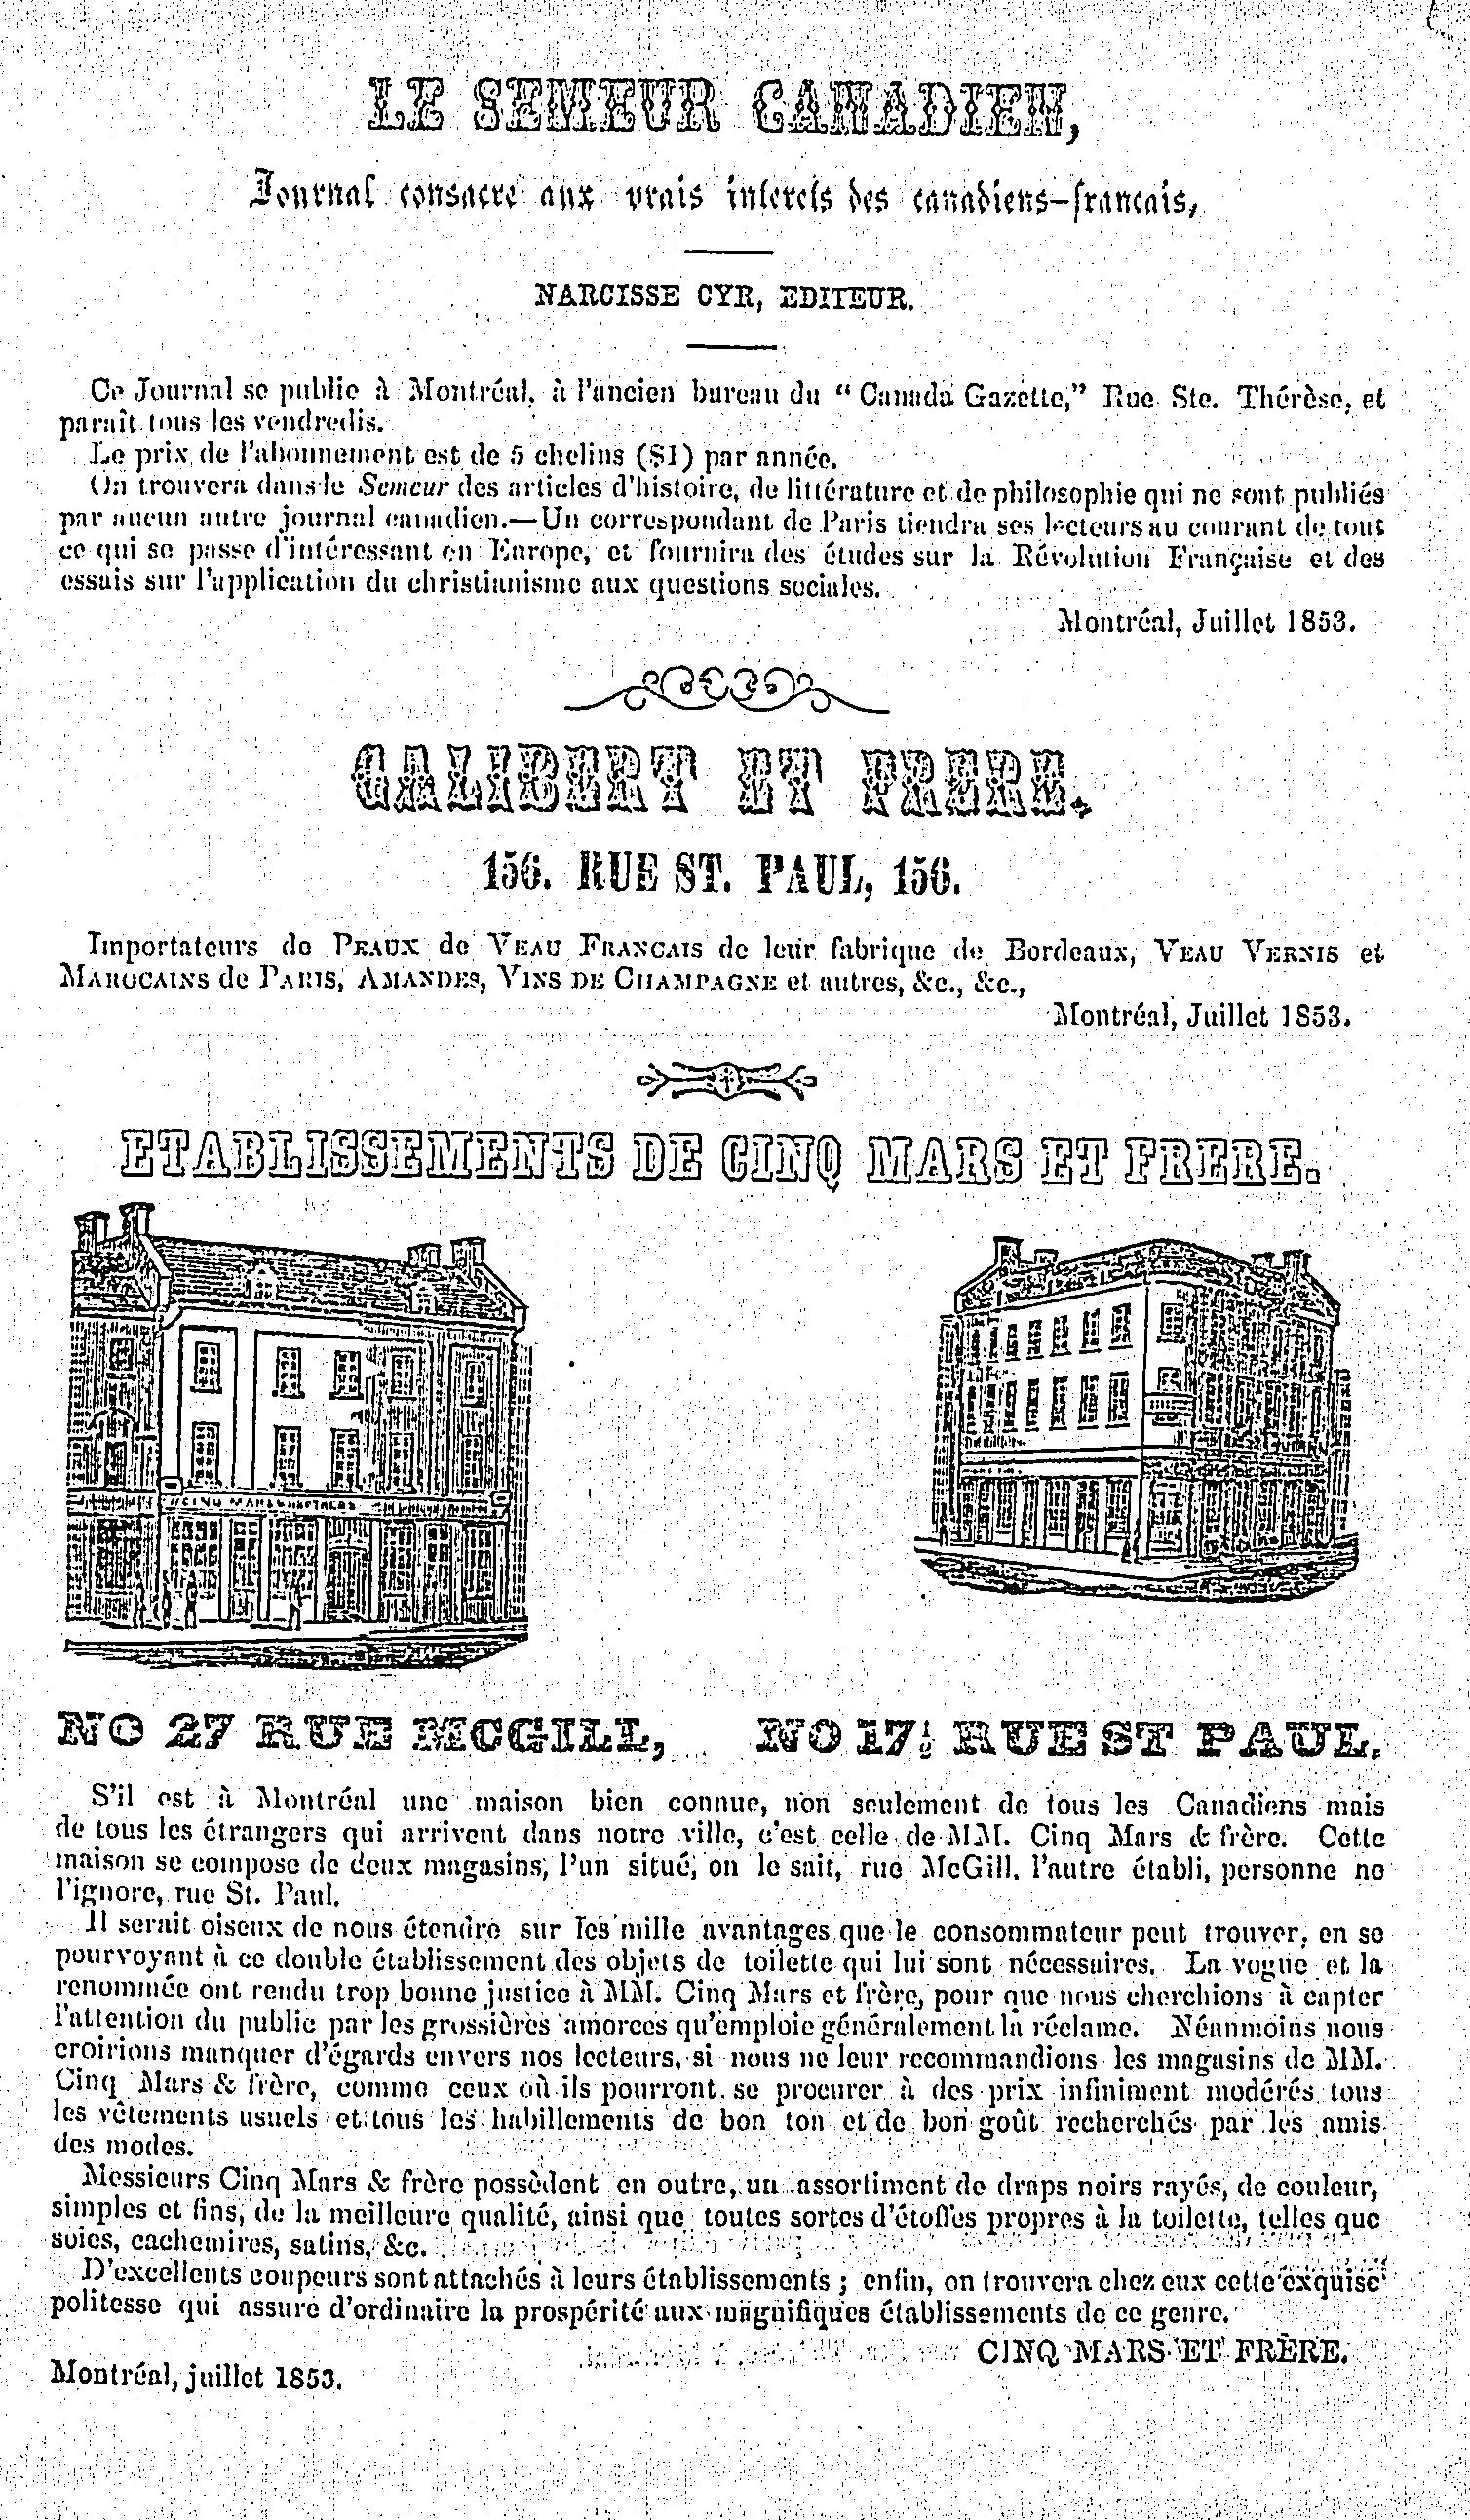 LE SEMEUR CANADIEN,
Journal consacre aux vrais interets des canadiens-francais,
NARCISSE CYR, EDITEUR.
Ce Journal se publie à Montréal, à l'ancien bureau du "Canada Gazette," Rue Ste. Thérèse, et
paraît tous les vendredis.
Le prix de l'abonnement est de 5 chelins ($1) par année.
On trouvera dans le Semeur des articles d'histoire, de littérature et de philosophie qui ne sont publiés
par aucun autre journal canadien.—Un correspondant de Paris tiendra ses lecteurs au courant de tout
ce qui se passe d'intéressant en Europe, et fournira des études sur la Révolution Française et des
essais sur l'application du christianisme aux questions sociales.
Montréal, Juillet 1853.
GALIBERT ET FRERE.
156. RUE ST. PAUL, 156.
Importateurs de PEAUX de VEAU FRANCAIS de leur fabrique de Bordeaux, VEAU VERNIS et
MAROCAINS de PARIS, AMANDES, VINS DE CHAMPAGNE et autres, &c., &c.,
Montréal, Juillet 1853.
ETABLISSEMENTS DE CINQ MARS ET FRERE.
CINQ MARS
NO 27 RUE MCGILL, NO 17½ RUE ST PAUL.
S'il est à Montréal une maison bien connue, non seulement de tous les Canadiens mais
de tous les étrangers qui arrivent dans notre ville, c'est celle de MM. Cinq Mars & frère. Cette
maison se compose de deux magasins, l'un situé, on le sait, rue McGill, l'autre établi, personne ne
l'ignore, rue St. Paul.
Il serait oiseux de nous étendre sur les mille avantages que le consommateur peut trouver, en se
pourvoyant à ce double établissement des objets de toilette qui lui sont nécessaires. La vogue et la
renommée ont rendu trop bonne justice à MM. Cinq Mars et frère, pour que nous cherchions à capter
l'attention du public par les grossières amorces qu'emploie généralement la réclame. Néanmoins nous
croirions manquer d'égards envers nos lecteurs, si nous ne leur recommandions les magasins de MM.
Cinq Mars & frère, comme ceux où ils pourront se procurer à des prix infiniment modérés tous
les vêtements usuels et tous les habillements de bon ton et de bon goût recherchés par les amis
des modes.
Messieurs Cinq Mars & frère possèdent en outre, un assortiment de draps noirs rayés, de couleur,
simples et fins, de la meilleure qualité, ainsi que toutes sortes d'étoffes propres à la toilette, telles que
soies, cachemires, satins, &c.
D'excellents coupeurs sont attachés à leurs établissements ; enfin, on trouvera chez eux cette exquise
politesse qui assure d'ordinaire la prospérité aux magnifiques établissements de ce genre.
CINQ MARS ET FRÈRE.
Montréal, juillet 1853.